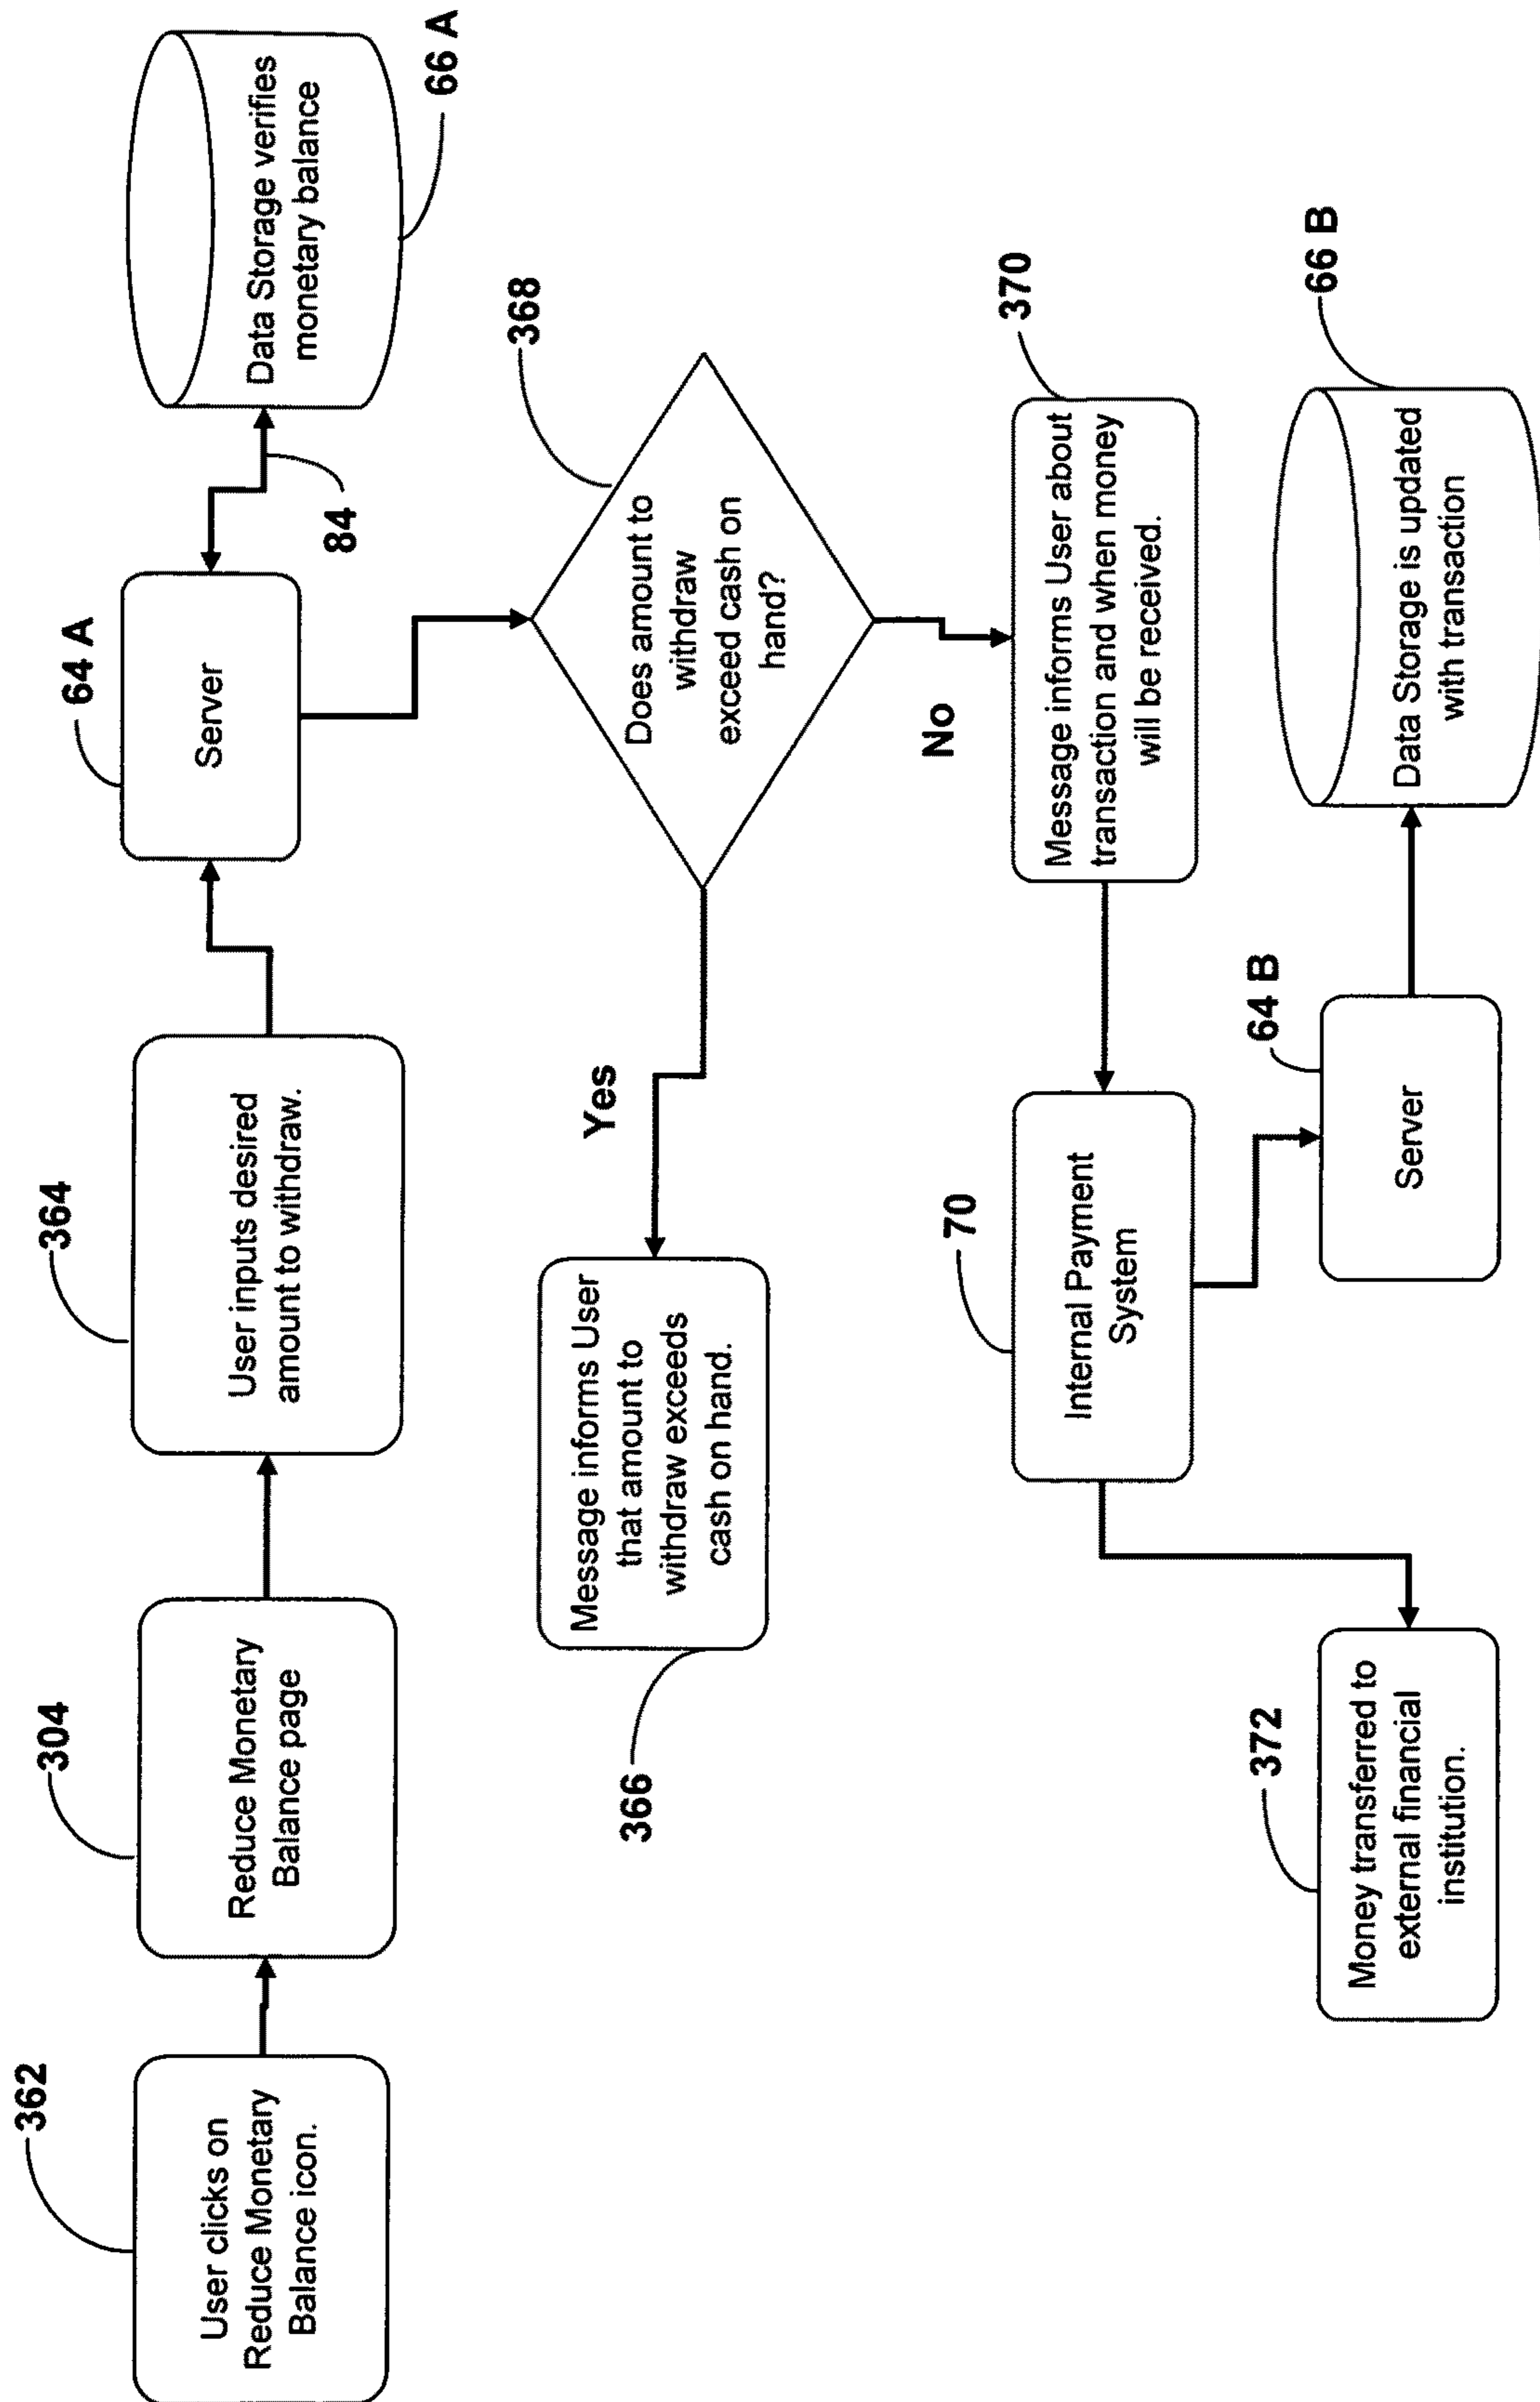 362
User clicks on
Reduce Monetary
Balance icon.
304
Reduce Monetary
Balance page
364
User inputs desired
amount to withdraw.
64 A
Server
84
Data Storage verifies
monetary balance
66 A
368
Does amount to
withdraw
exceed cash on
hand?
Yes
Message informs User
that amount to
withdraw exceeds
cash on hand.
366
No
370
Message informs User about
transaction and when money
will be received.
70
Internal Payment
System
372
Money transferred to
external financial
institution.
64 B
Server
66 B
Data Storage is updated
with transaction